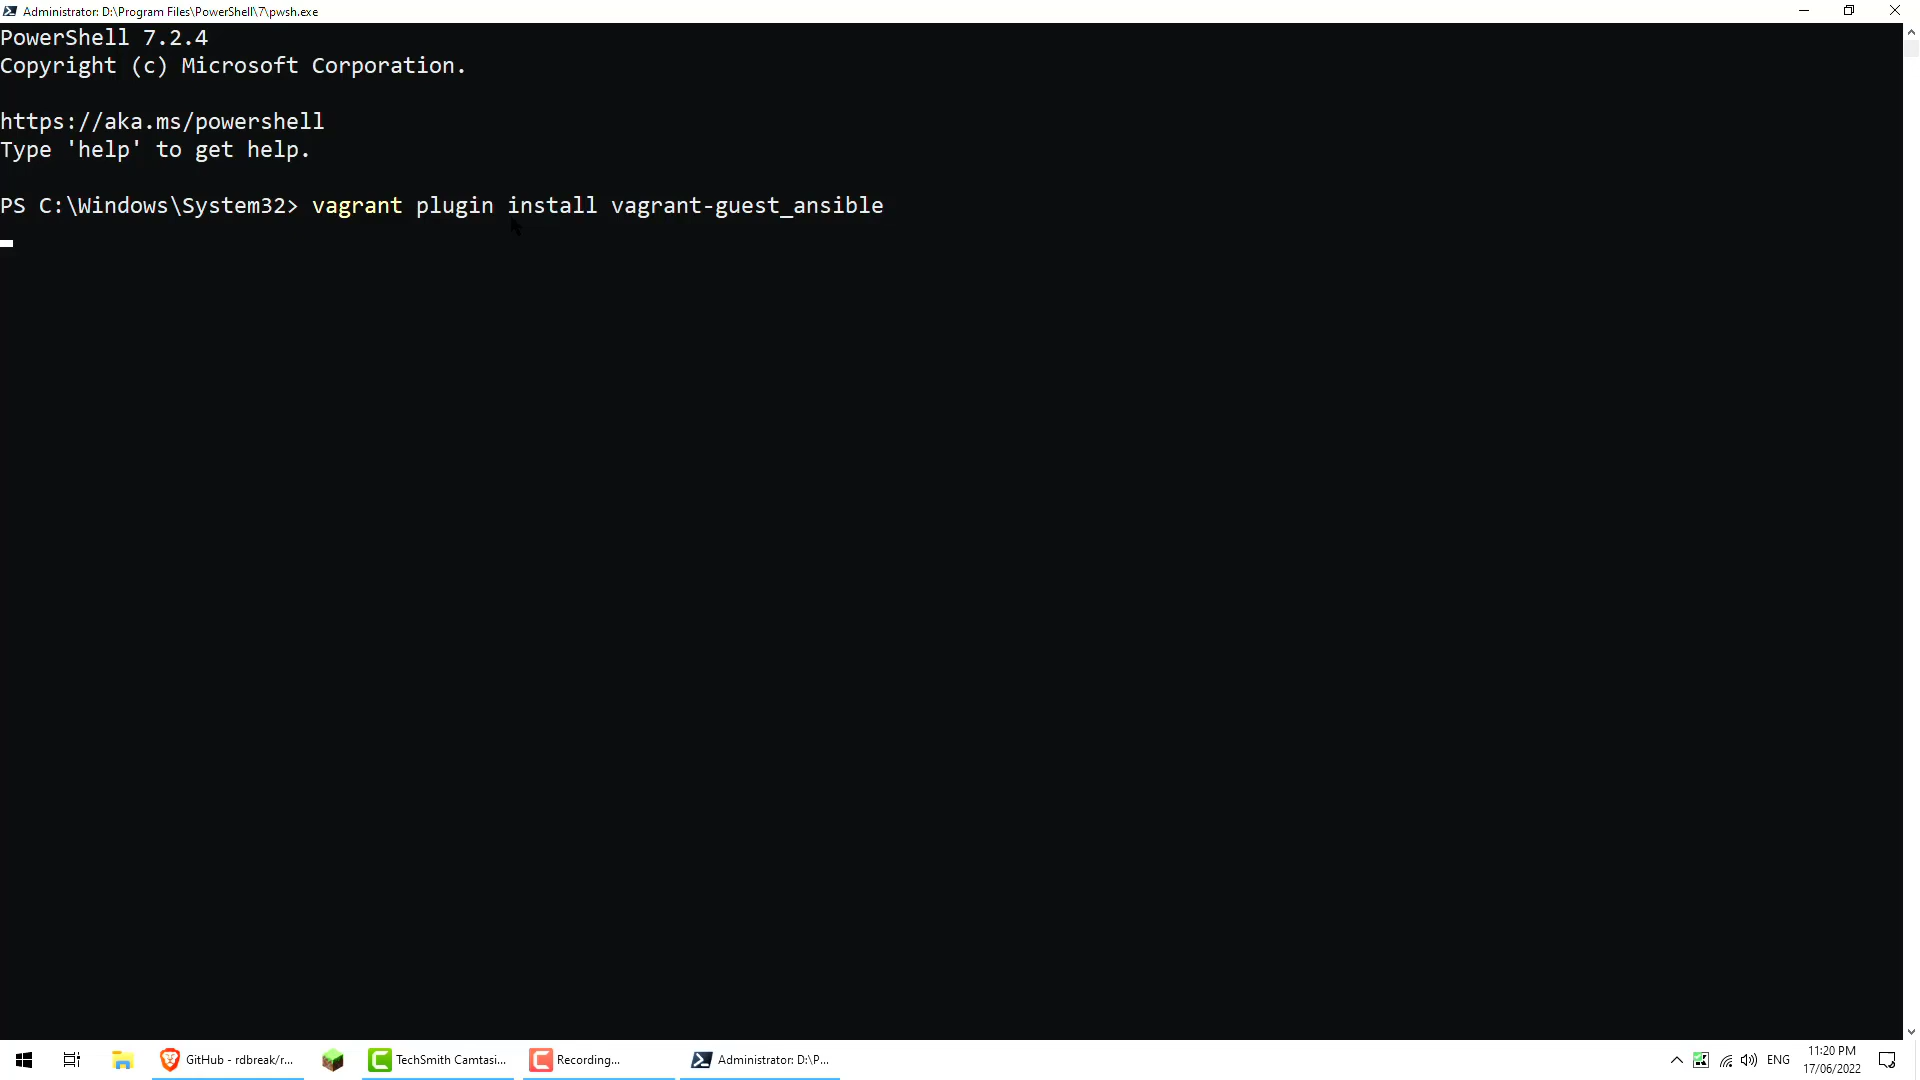 Administrator: D:\Program Files\PowerShell\7\pwsh.exe
PowerShell 7.2.4
Copyright (c) Microsoft Corporation.
https://aka.ms/powershell
Type 'help' to get help.
PS C:\Windows\System32> vagrant plugin install vagrant-guest_ansible
GitHub - rdbreak/r...
TechSmith Camtasi...
Recording...
Administrator: D:\P...
ENG
11:20 PM
17/06/2022